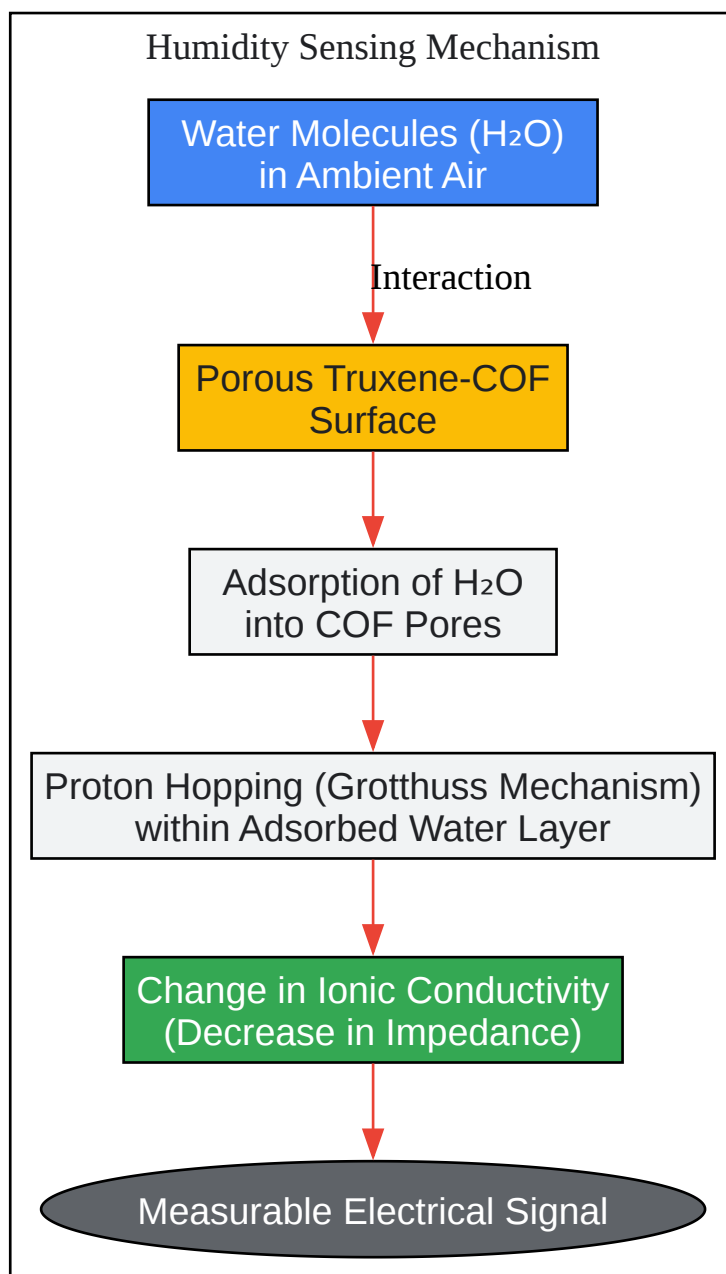 Humidity Sensing Mechanism
Water Molecules (H₂O)
in Ambient Air
Interaction
Porous Truxene-COF
Surface
Adsorption of H₂O
into COF Pores
Proton Hopping (Grotthuss Mechanism)
within Adsorbed Water Layer
Change in Ionic Conductivity
(Decrease in Impedance)
Measurable Electrical Signal